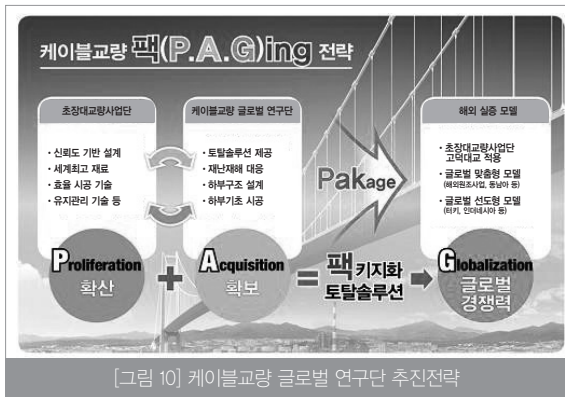 케이블교량 팩(P.A.G)ing 전략
초장대교량사업단
• 신뢰도 기반 설계
• 세계최고 재료
• 효율 시공 기술
• 유지관리 기술 등
케이블교량 글로벌 연구단
• 토탈솔루션 제공
• 재난재해 대응
• 하부구조 설계
• 하부기초 시공
PaKage
해외 실증 모델
• 초장대교량사업단
고덕대교 적용
• 글로벌 맞춤형 모델
(해외원조사업, 동남아 등)
• 글로벌 선도형 모델
(터키, 인더네시아 등)
Proliferation
확산
+
Acquisition
확보
=
팩키지화
토탈솔루션
Globalization
글로벌
경쟁력
[그림 10] 케이블교량 글로벌 연구단 추진전략